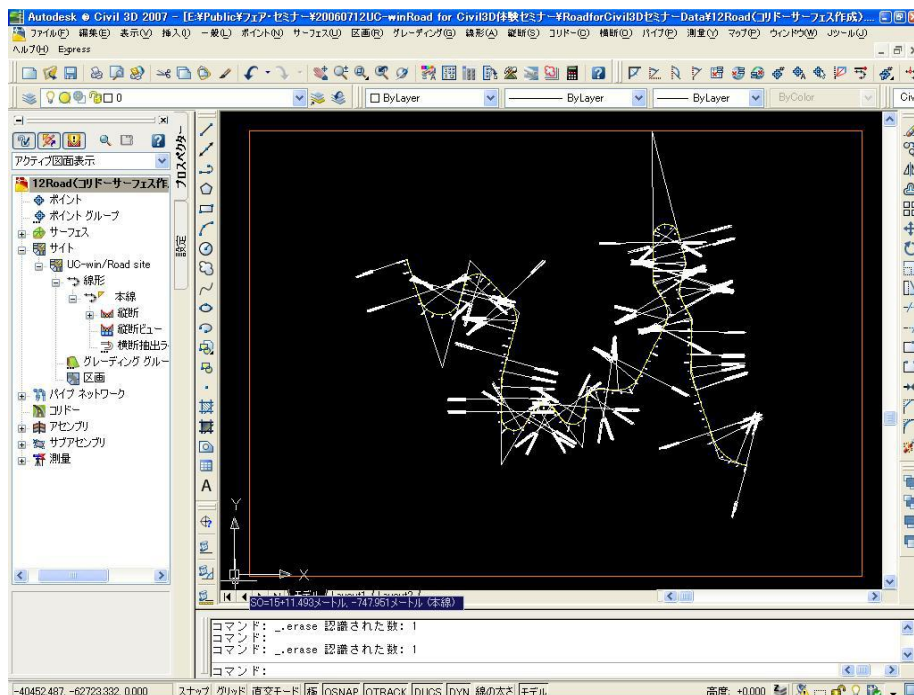 Autodesk ® Civil 3D 2007 - [E:¥Public¥フェア・セミナー¥20060712UC-winRoad for Civil3D体験セミナー¥RoadforCivil3DセミナーData¥12Road(コリドーサーフェス作成)....
ファイル(F) 編集(E) 表示(V) 挿入(I) 一般(L) ポイント(N) サーフェス(U) 区画(R) グレーディング(G) 線形(A) 縦断(S) コリドー(C) 横断(O) パイプ(P) 測量(Y) マップ(P) ウィンドウ(W) Jツール(J)
ヘルプ(H) Express
0 ByLayer ByLayer ByLayer ByColor Civ
アクティブ図面表示
プロスペクター
設定
12Road(コリドーサーフェス作
ポイント
ポイント グループ
サーフェス
サイト
UC-win/Road site
線形
本線
縦断
縦断ビュー
横断抽出ラ
グレーディング グルー
区画
パイプ ネットワーク
コリドー
アセンブリ
サブアセンブリ
測量
A
Y
X
モデル Layout1 Layout2
SO=15+11.493メートル, -747.951メートル (本線)
コマンド: _.erase 認識された数: 1
コマンド:
コマンド: _.erase 認識された数: 1
コマンド:
-40452.487, -62723.332, 0.000 スナップ グリッド 直交モード 極 OSNAP OTRACK DUCS DYN 線の太さ モデル 高度: +0.000